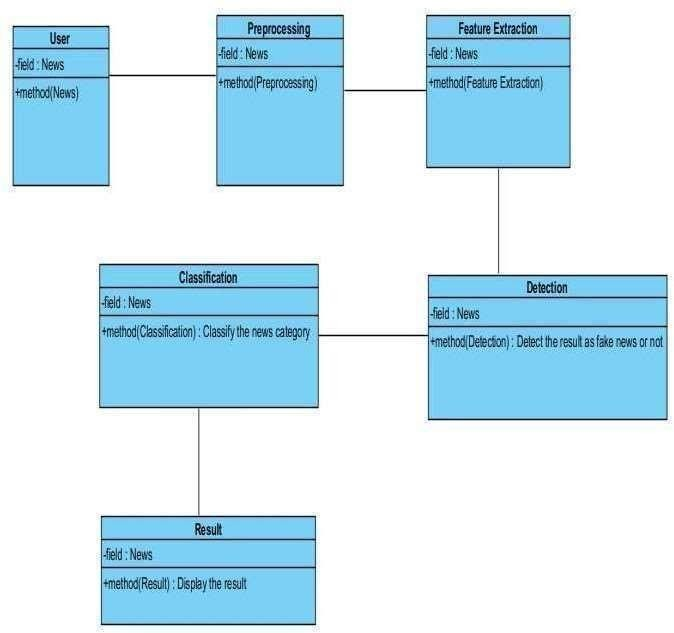 User
-field : News
+method(News)
Preprocessing
-field : News
+method(Preprocessing)
Feature Extraction
-field : News
+method(Feature Extraction)
Classification
-field : News
+method(Classification) : Classify the news category
Detection
-field : News
+method(Detection) : Detect the result as fake news or not
Result
-field : News
+method(Result) : Display the result